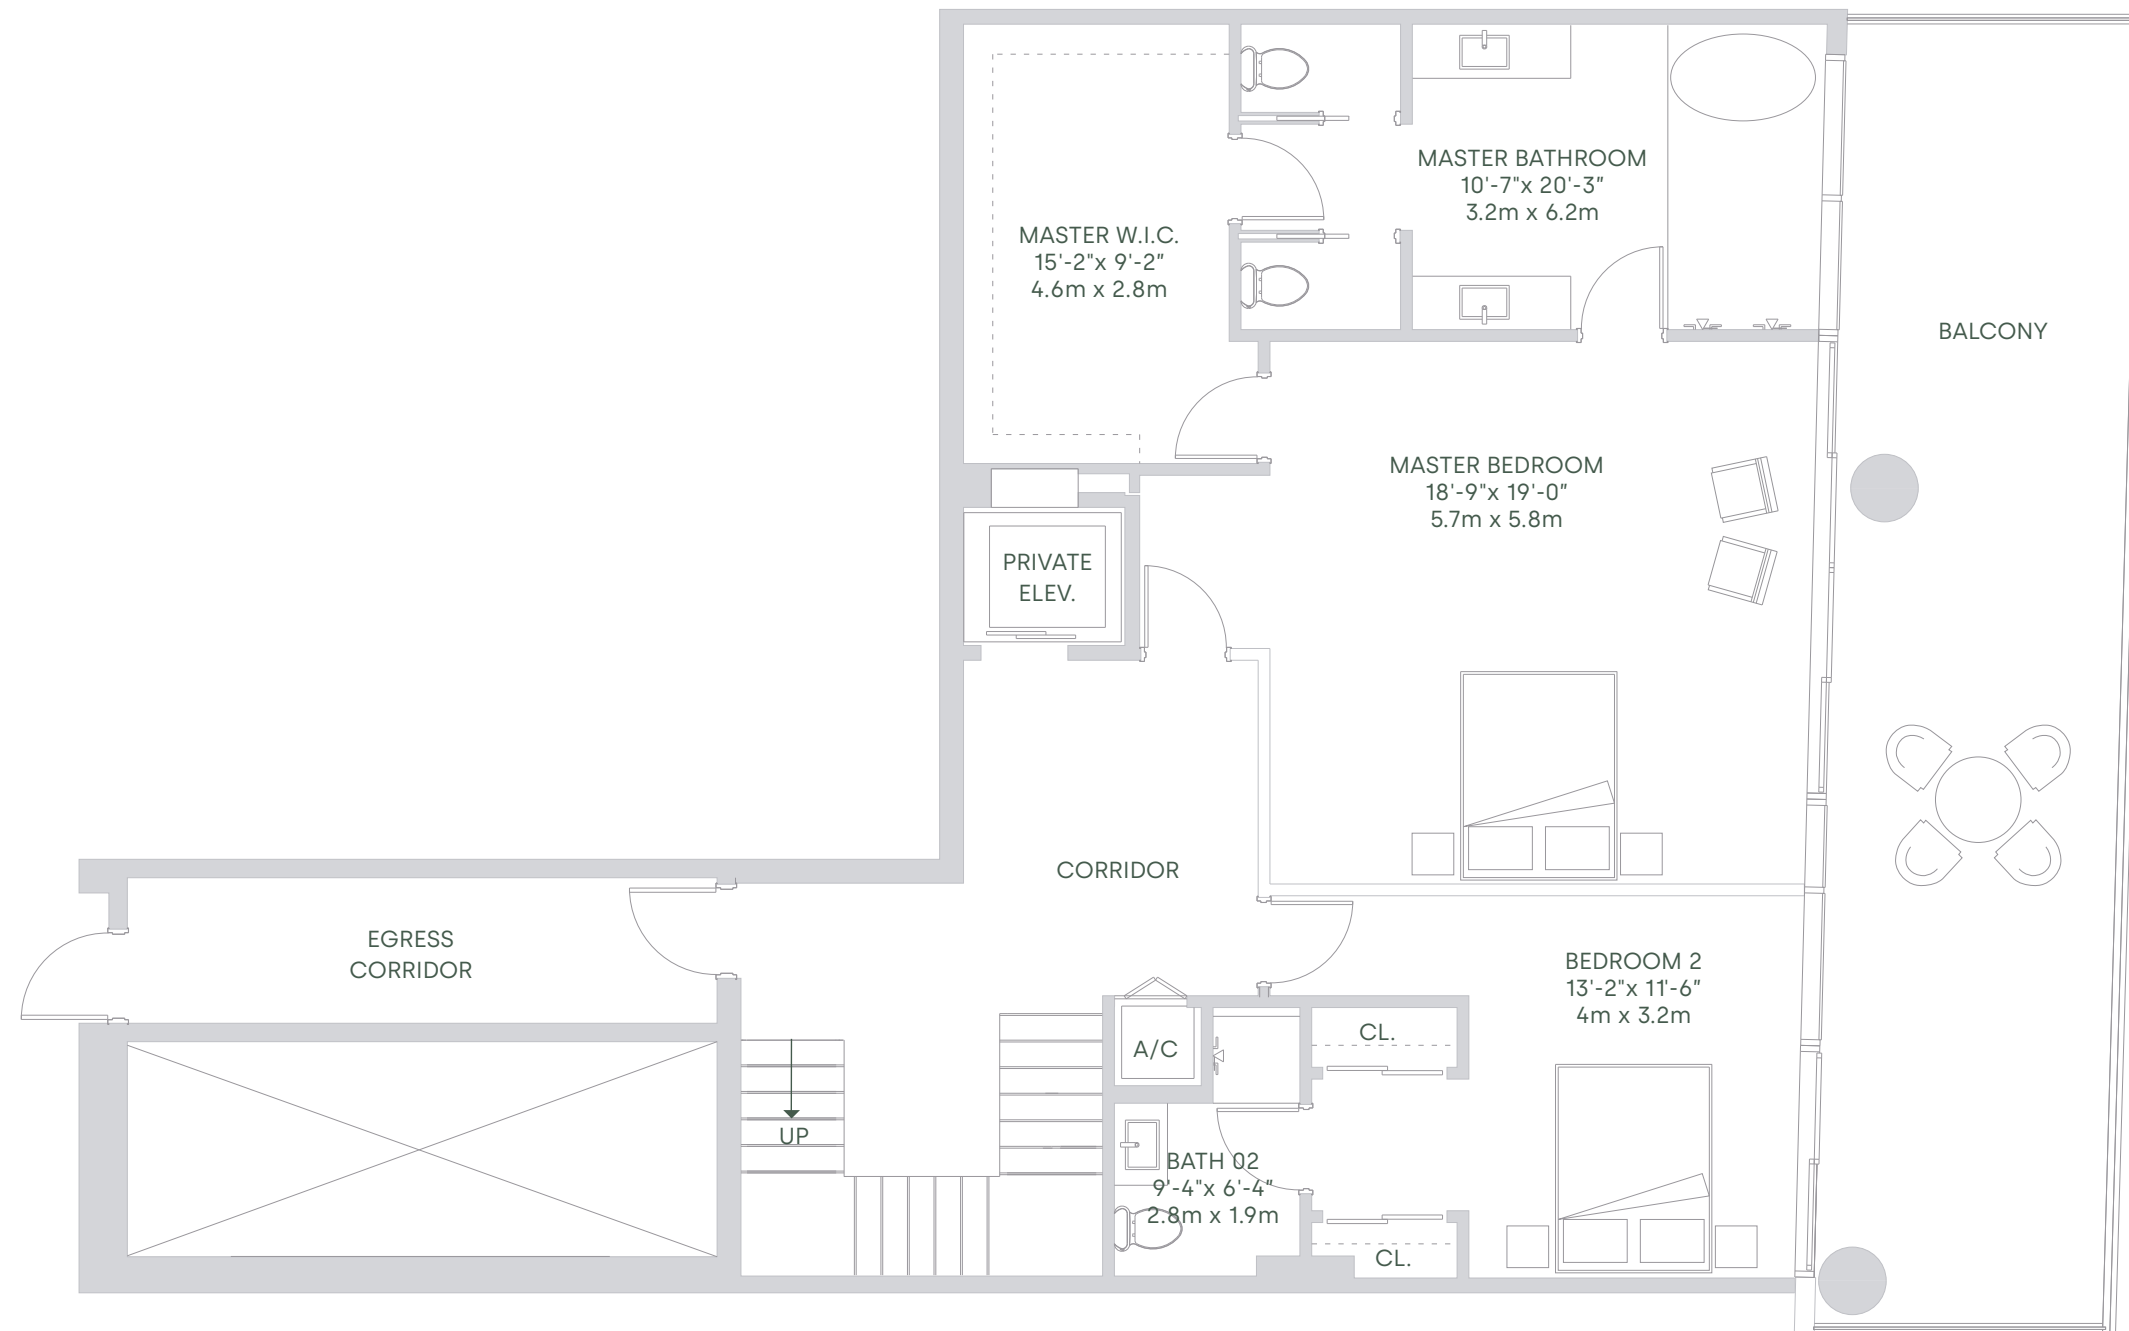 MASTER BATHROOM
10'-7"x 20'-3"
3.2m x 6.2m
MASTER W.I.C.
15'-2"x 9'-2"
4.6m x 2.8m
BALCONY
MASTER BEDROOM
18'-9"x 19'-0"
5.7m x 5.8m
PRIVATE
ELEV.
CORRIDOR
EGRESS
CORRIDOR
BEDROOM 2
13'-2"x 11'-6"
4m x 3.2m
CL.
A/C
UP
BATH 02
9'-4"x 6'-4"
2.8m x 1.9m
CL.